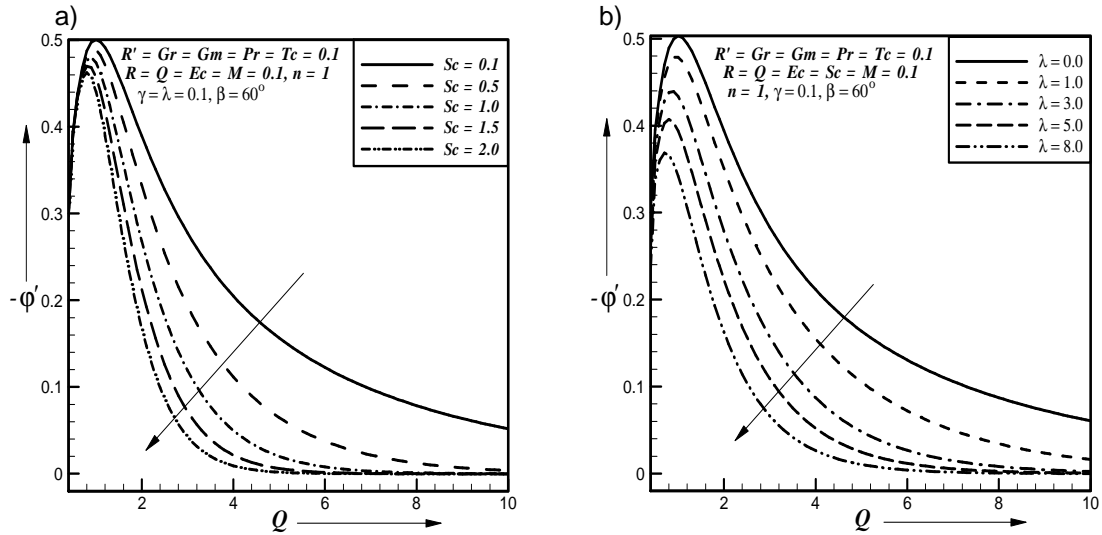 a)
R' = Gr = Gm = Pr = Tc = 0.1
R = Q = Ec = M = 0.1, n = 1
γ = λ = 0.1, β = 60°
Sc = 0.1
Sc = 0.5
Sc = 1.0
Sc = 1.5
Sc = 2.0
0.5
0.4
0.3
0.2
0.1
0
-φ'
2
4
6
8
10
Q
b)
R' = Gr = Gm = Pr = Tc = 0.1
R = Q = Ec = Sc = M = 0.1
n = 1, γ = 0.1, β = 60°
λ = 0.0
λ = 1.0
λ = 3.0
λ = 5.0
λ = 8.0
0.5
0.4
0.3
0.2
0.1
0
-φ'
2
4
6
8
10
Q